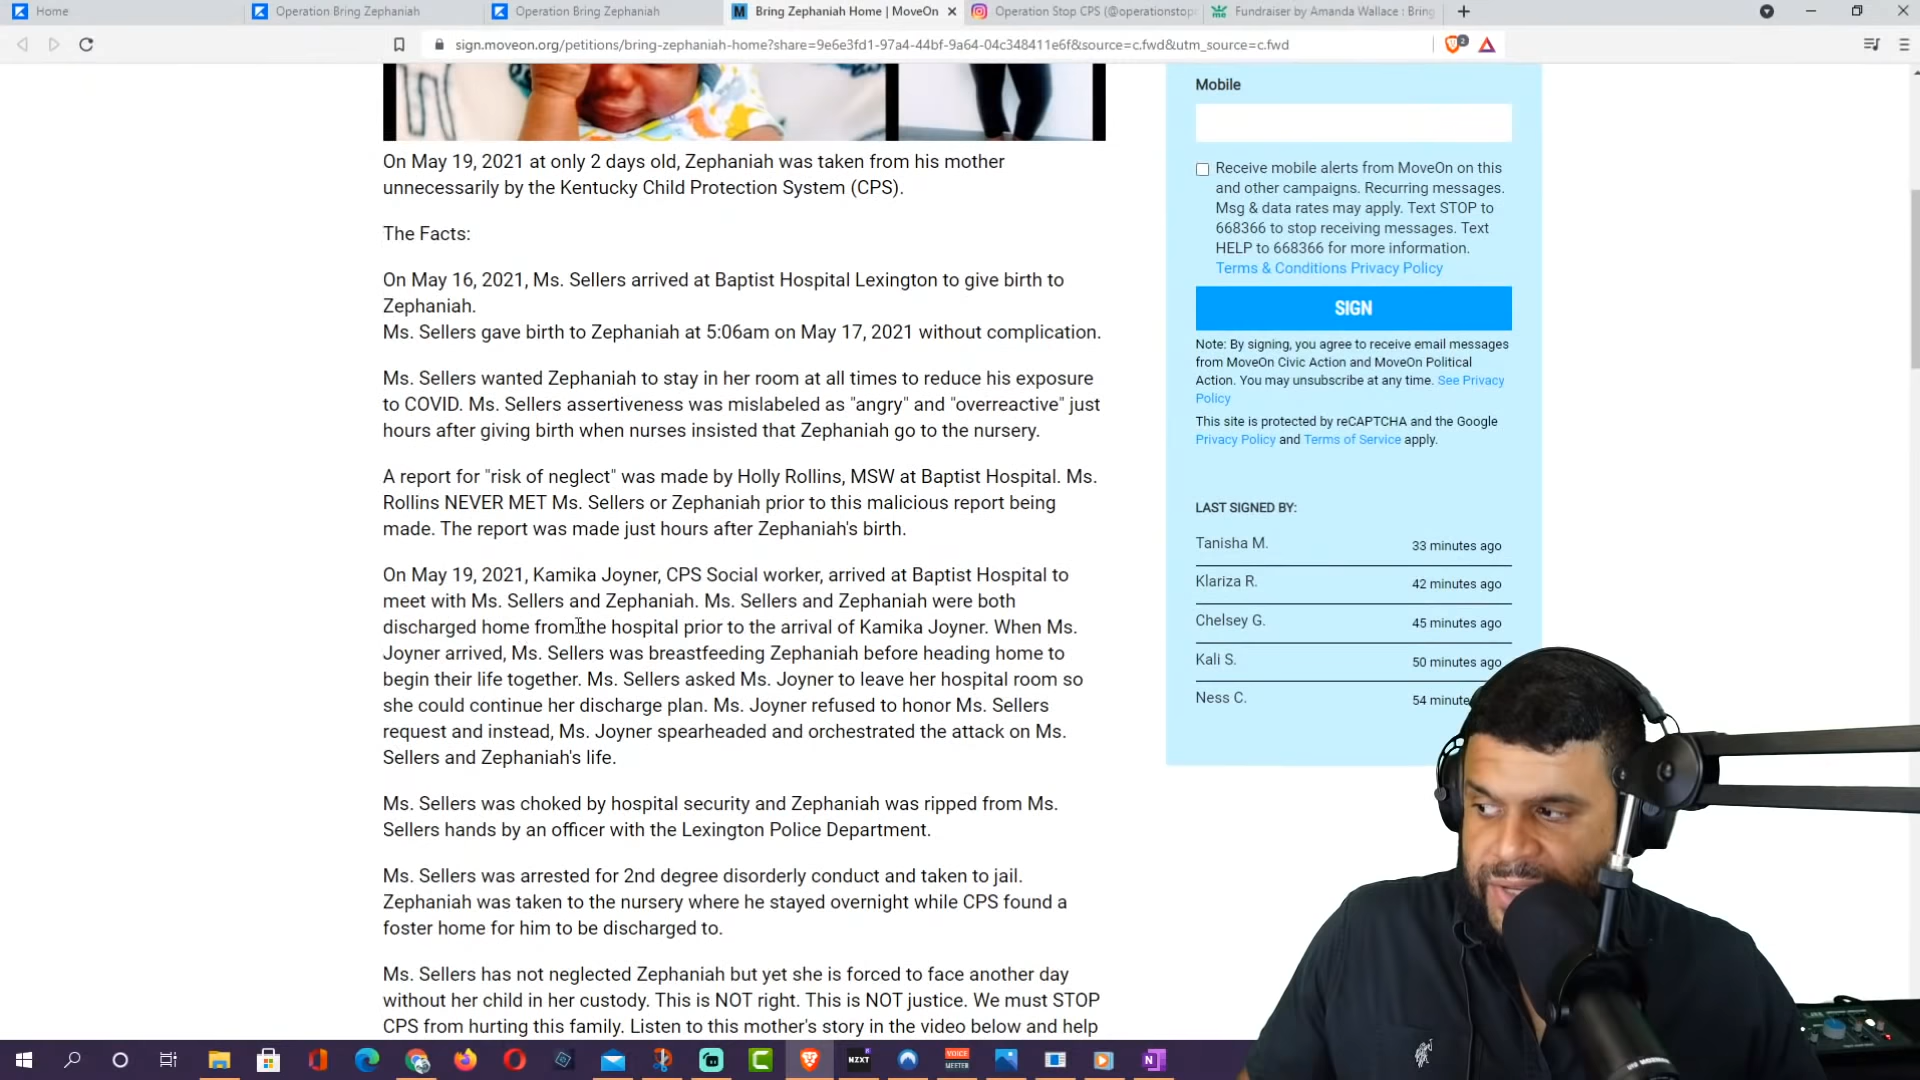 Home
Operation Bring Zephaniah
Operation Bring Zephaniah
Bring Zephaniah Home | MoveOn
Operation Stop CPS (@operationstop
Fundraiser by Amanda Wallace : Bring
sign.moveon.org/petitions/bring-zephaniah-home?share=9e6e3fd1-97a4-44bf-9a64-04c348411e6f&source=c.fwd&utm_source=c.fwd
2
On May 19, 2021 at only 2 days old, Zephaniah was taken from his mother
unnecessarily by the Kentucky Child Protection System (CPS).
The Facts:
On May 16, 2021, Ms. Sellers arrived at Baptist Hospital Lexington to give birth to
Zephaniah.
Ms. Sellers gave birth to Zephaniah at 5:06am on May 17, 2021 without complication.
Ms. Sellers wanted Zephaniah to stay in her room at all times to reduce his exposure
to COVID. Ms. Sellers assertiveness was mislabeled as "angry" and "overreactive" just
hours after giving birth when nurses insisted that Zephaniah go to the nursery.
A report for "risk of neglect" was made by Holly Rollins, MSW at Baptist Hospital. Ms.
Rollins NEVER MET Ms. Sellers or Zephaniah prior to this malicious report being
made. The report was made just hours after Zephaniah's birth.
On May 19, 2021, Kamika Joyner, CPS Social worker, arrived at Baptist Hospital to
meet with Ms. Sellers and Zephaniah. Ms. Sellers and Zephaniah were both
discharged home from the hospital prior to the arrival of Kamika Joyner. When Ms.
Joyner arrived, Ms. Sellers was breastfeeding Zephaniah before heading home to
begin their life together. Ms. Sellers asked Ms. Joyner to leave her hospital room so
she could continue her discharge plan. Ms. Joyner refused to honor Ms. Sellers
request and instead, Ms. Joyner spearheaded and orchestrated the attack on Ms.
Sellers and Zephaniah's life.
Ms. Sellers was choked by hospital security and Zephaniah was ripped from Ms.
Sellers hands by an officer with the Lexington Police Department.
Ms. Sellers was arrested for 2nd degree disorderly conduct and taken to jail.
Zephaniah was taken to the nursery where he stayed overnight while CPS found a
foster home for him to be discharged to.
Ms. Sellers has not neglected Zephaniah but yet she is forced to face another day
without her child in her custody. This is NOT right. This is NOT justice. We must STOP
CPS from hurting this family. Listen to this mother's story in the video below and help
Mobile
Receive mobile alerts from MoveOn on this
and other campaigns. Recurring messages.
Msg & data rates may apply. Text STOP to
668366 to stop receiving messages. Text
HELP to 668366 for more information.
Terms & Conditions Privacy Policy
SIGN
Note: By signing, you agree to receive email messages
from MoveOn Civic Action and MoveOn Political
Action. You may unsubscribe at any time. See Privacy
Policy
This site is protected by reCAPTCHA and the Google
Privacy Policy and Terms of Service apply.
LAST SIGNED BY:
Tanisha M. 33 minutes ago
Klariza R. 42 minutes ago
Chelsey G. 45 minutes ago
Kali S. 50 minutes ago
Ness C. 54 minute
NZXT
VOICE
MEETER